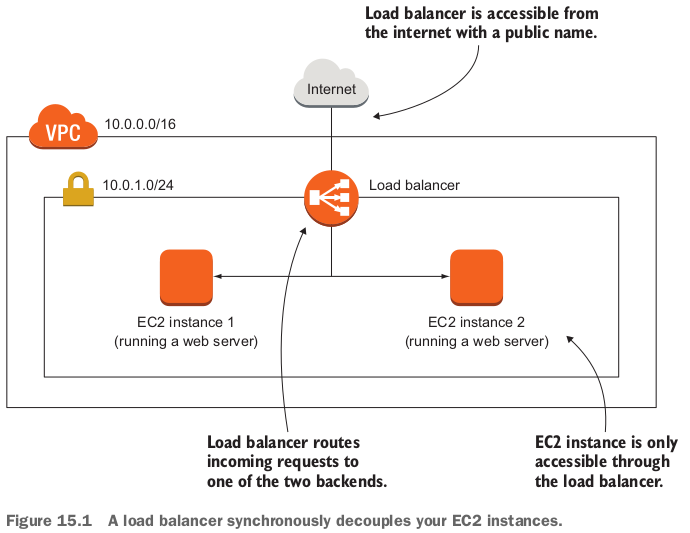 Load balancer is accessible from
the internet with a public name.
Internet
VPC
10.0.0.0/16
10.0.1.0/24
Load balancer
EC2 instance 1
(running a web server)
EC2 instance 2
(running a web server)
Load balancer routes
incoming requests to
one of the two backends.
EC2 instance is only
accessible through
the load balancer.
Figure 15.1 A load balancer synchronously decouples your EC2 instances.